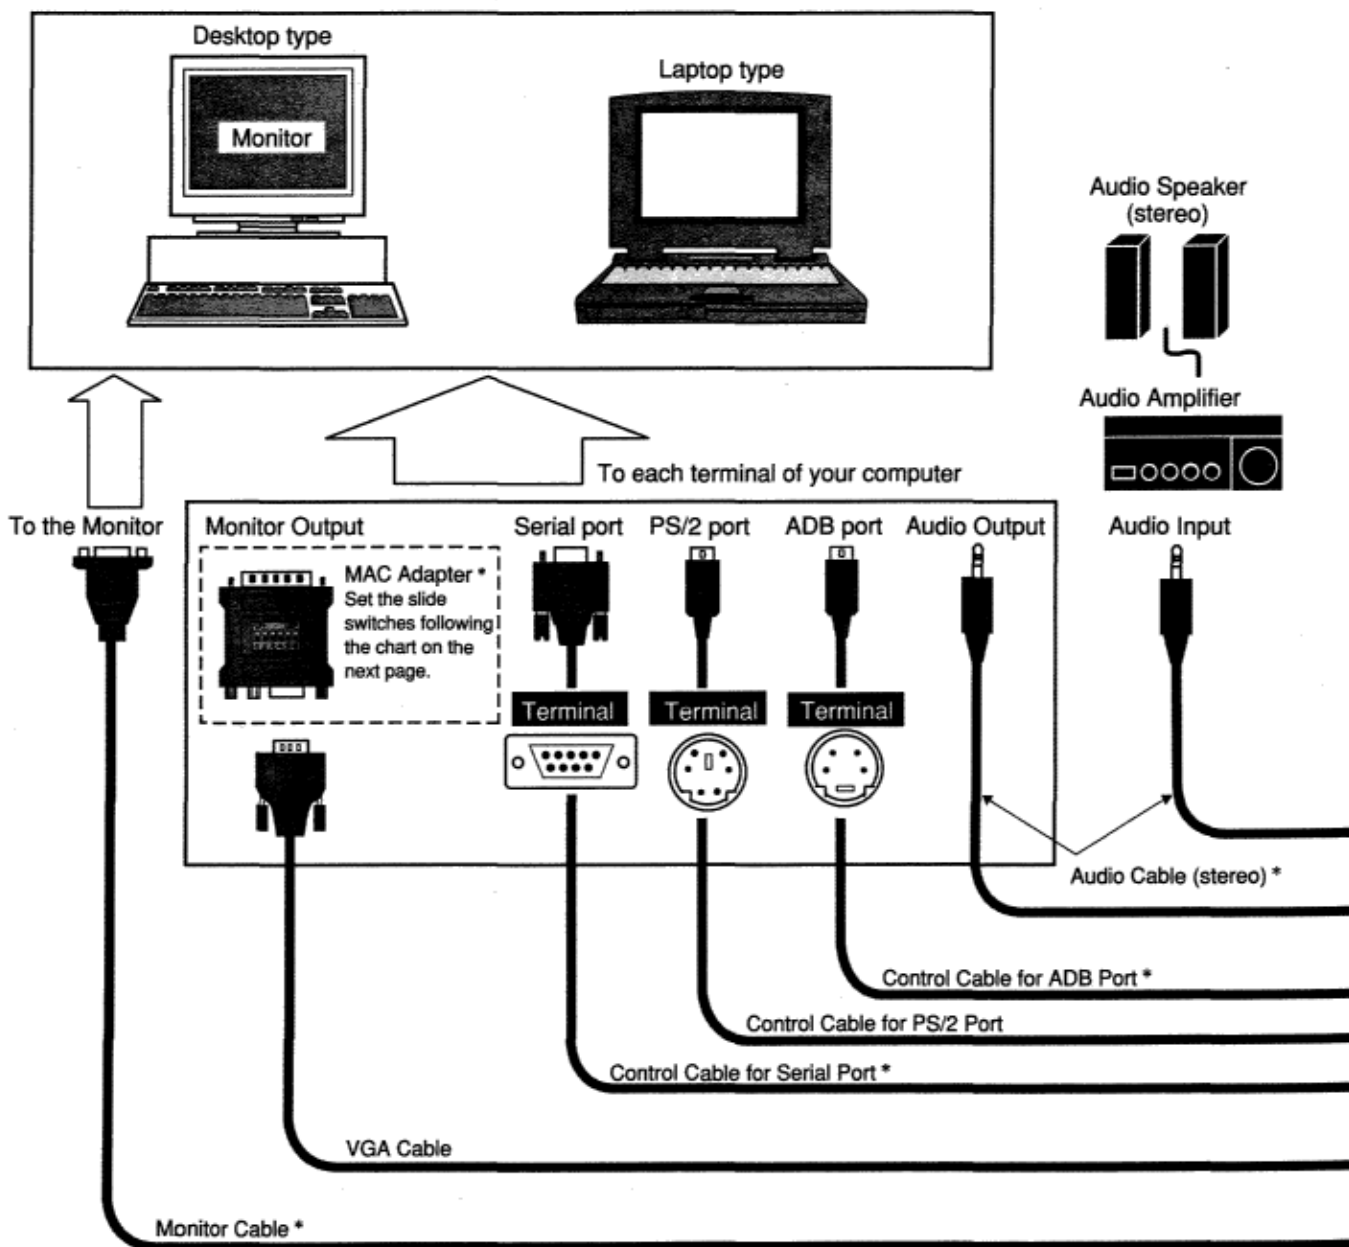 Desktop type
Laptop type
Monitor
Audio Speaker
(stereo)
Audio Amplifier
To each terminal of your computer
To the Monitor
Monitor Output
Serial port
PS/2 port
ADB port
Audio Output
Audio Input
MAC Adapter *
Set the slide
switches following
the chart on the
next page.
Terminal
Terminal
Terminal
Audio Cable (stereo) *
Control Cable for ADB Port *
Control Cable for PS/2 Port
Control Cable for Serial Port *
VGA Cable
Monitor Cable *